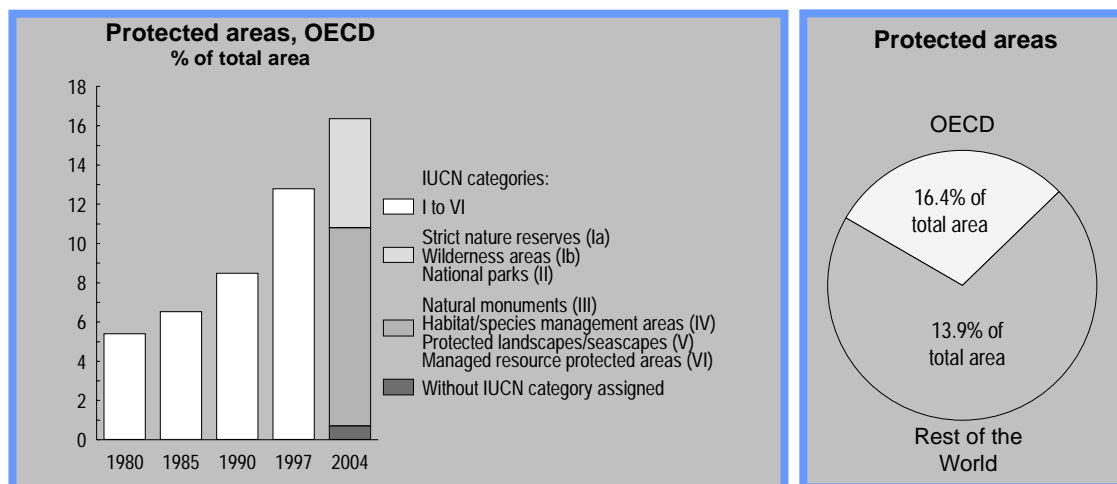 Protected areas, OECD
% of total area
18
16
14
12
10
8
6
4
2
0
1980 1985 1990 1997 2004
IUCN categories:
I to VI
Strict nature reserves (Ia)
Wilderness areas (Ib)
National parks (II)
Natural monuments (III)
Habitat/species management areas (IV)
Protected landscapes/seascapes (V)
Managed resource protected areas (VI)
Without IUCN category assigned
Protected areas
OECD
16.4% of
total area
13.9% of
total area
Rest of the
World